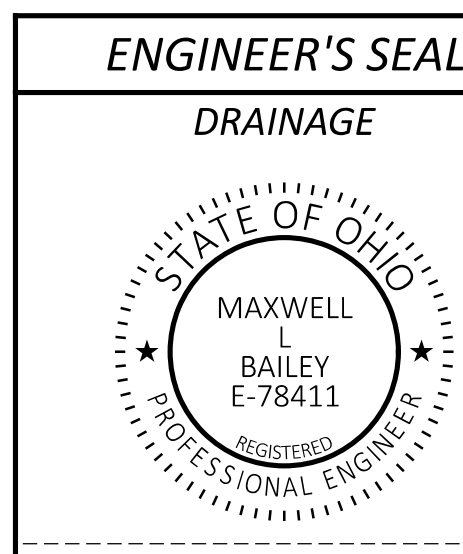 ENGINEER'S SEAL
DRAINAGE
STATE OF OHIO
MAXWELL
L
BAILEY
E-78411
REGISTERED
PROFESSIONAL ENGINEER